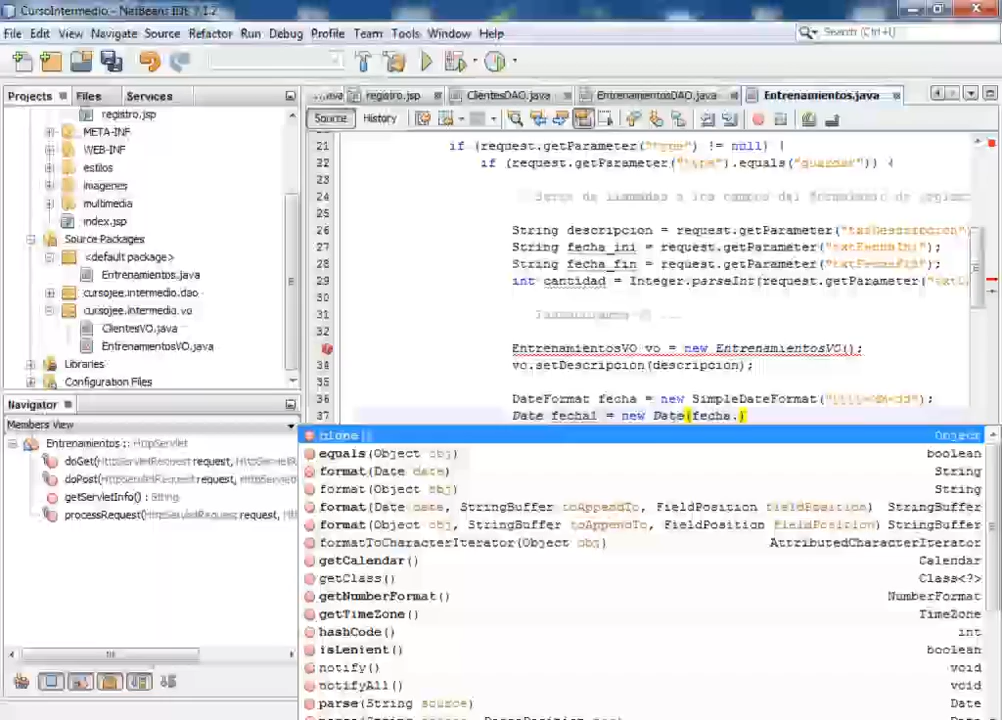 CursoIntermedio - NetBeans IDE 7.1.2
File Edit View Navigate Source Refactor Run Debug Profile Team Tools Window Help
Search (Ctrl+I)
Projects Files Services
registro.jsp
META-INF
WEB-INF
estilos
imagenes
multimedia
index.jsp
Source Packages
<default package>
Entrenamientos.java
cursojee.intermedio.dao
cursojee.intermedio.vo
ClientesVO.java
EntrenamientosVO.java
Libraries
Configuration Files
Navigator
Members View
Entrenamientos :: HttpServlet
doGet(HttpServletRequest request,
doPost(HttpServletRequest request,
getServletInfo() : String
processRequest(HttpServletRequest request,
registro.jsp ClientesDAO.java EntrenamientosDAO.java Entrenamientos.java
Source History
21 if (request.getParameter("type") != null) {
22 if (request.getParameter("type").equals("guardar")) {
23
24
25
26 String descripcion = request.getParameter("txtDescripcion"
27 String fecha_ini = request.getParameter("txtFechaIni");
28 String fecha_fin = request.getParameter("txtFechaFin");
29 int cantidad = Integer.parseInt(request.getParameter(
30
31
32
EntrenamientosVO vo = new EntrenamientosVO();
34 vo.setDescripcion(descripcion);
35
36 DateFormat fecha = new SimpleDateFormat("yyyy-MM-dd");
37 Date fecha1 = new Date(fecha.)
clone() Object
equals(Object obj) boolean
format(Date date) String
format(Object obj) String
format(Date date, StringBuffer toAppendTo, FieldPosition fieldPosition) StringBuffer
format(Object obj, StringBuffer toAppendTo, FieldPosition fieldPosition) StringBuffer
formatToCharacterIterator(Object obj) AttributedCharacterIterator
getCalendar() Calendar
getClass() Class<?>
getNumberFormat() NumberFormat
getTimeZone() TimeZone
hashCode() int
isLenient() boolean
notify() void
notifyAll() void
parse(String source) Date